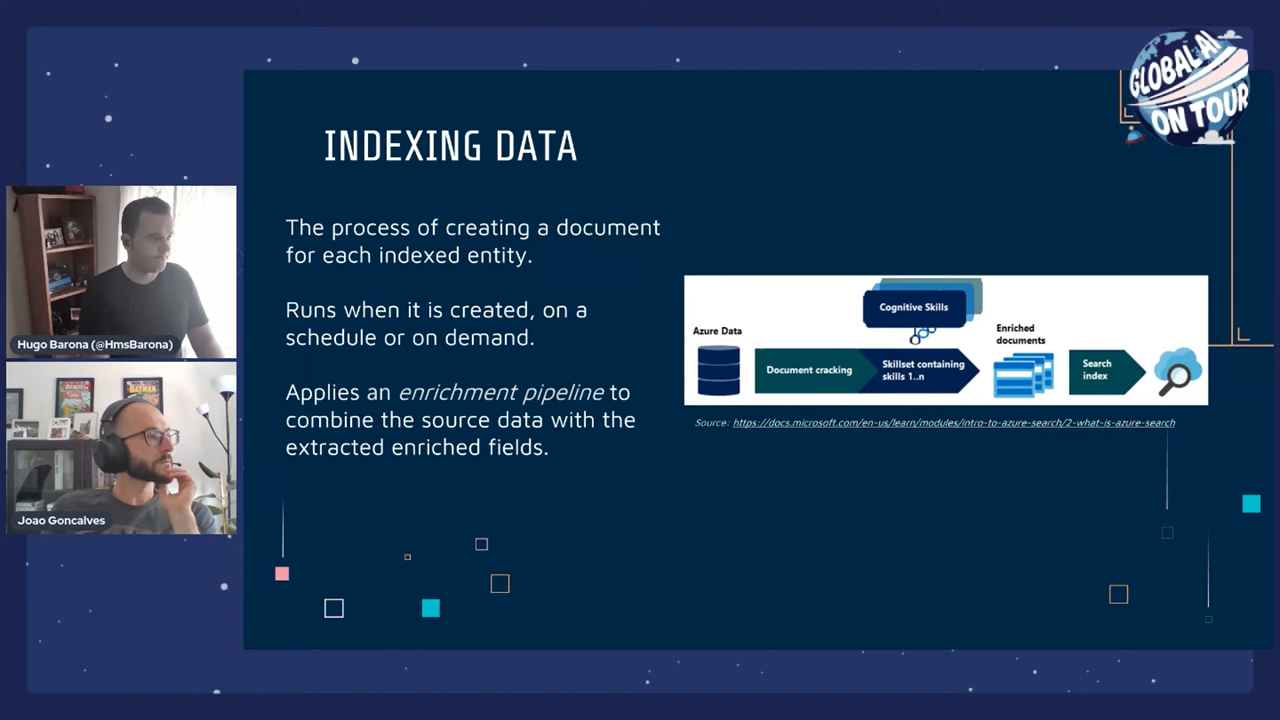 GLOBAL AI
ON TOUR
INDEXING DATA
The process of creating a document
for each indexed entity.
Runs when it is created, on a
schedule or on demand.
Applies an enrichment pipeline to
combine the source data with the
extracted enriched fields.
Cognitive Skills
Azure Data
Document cracking
Skillset containing
skills 1..n
Enriched
documents
Search
index
Source: https://docs.microsoft.com/en-us/learn/modules/intro-to-azure-search/2-what-is-azure-search
Hugo Barona (@HmsBarona)
BATMAN
Joao Goncalves